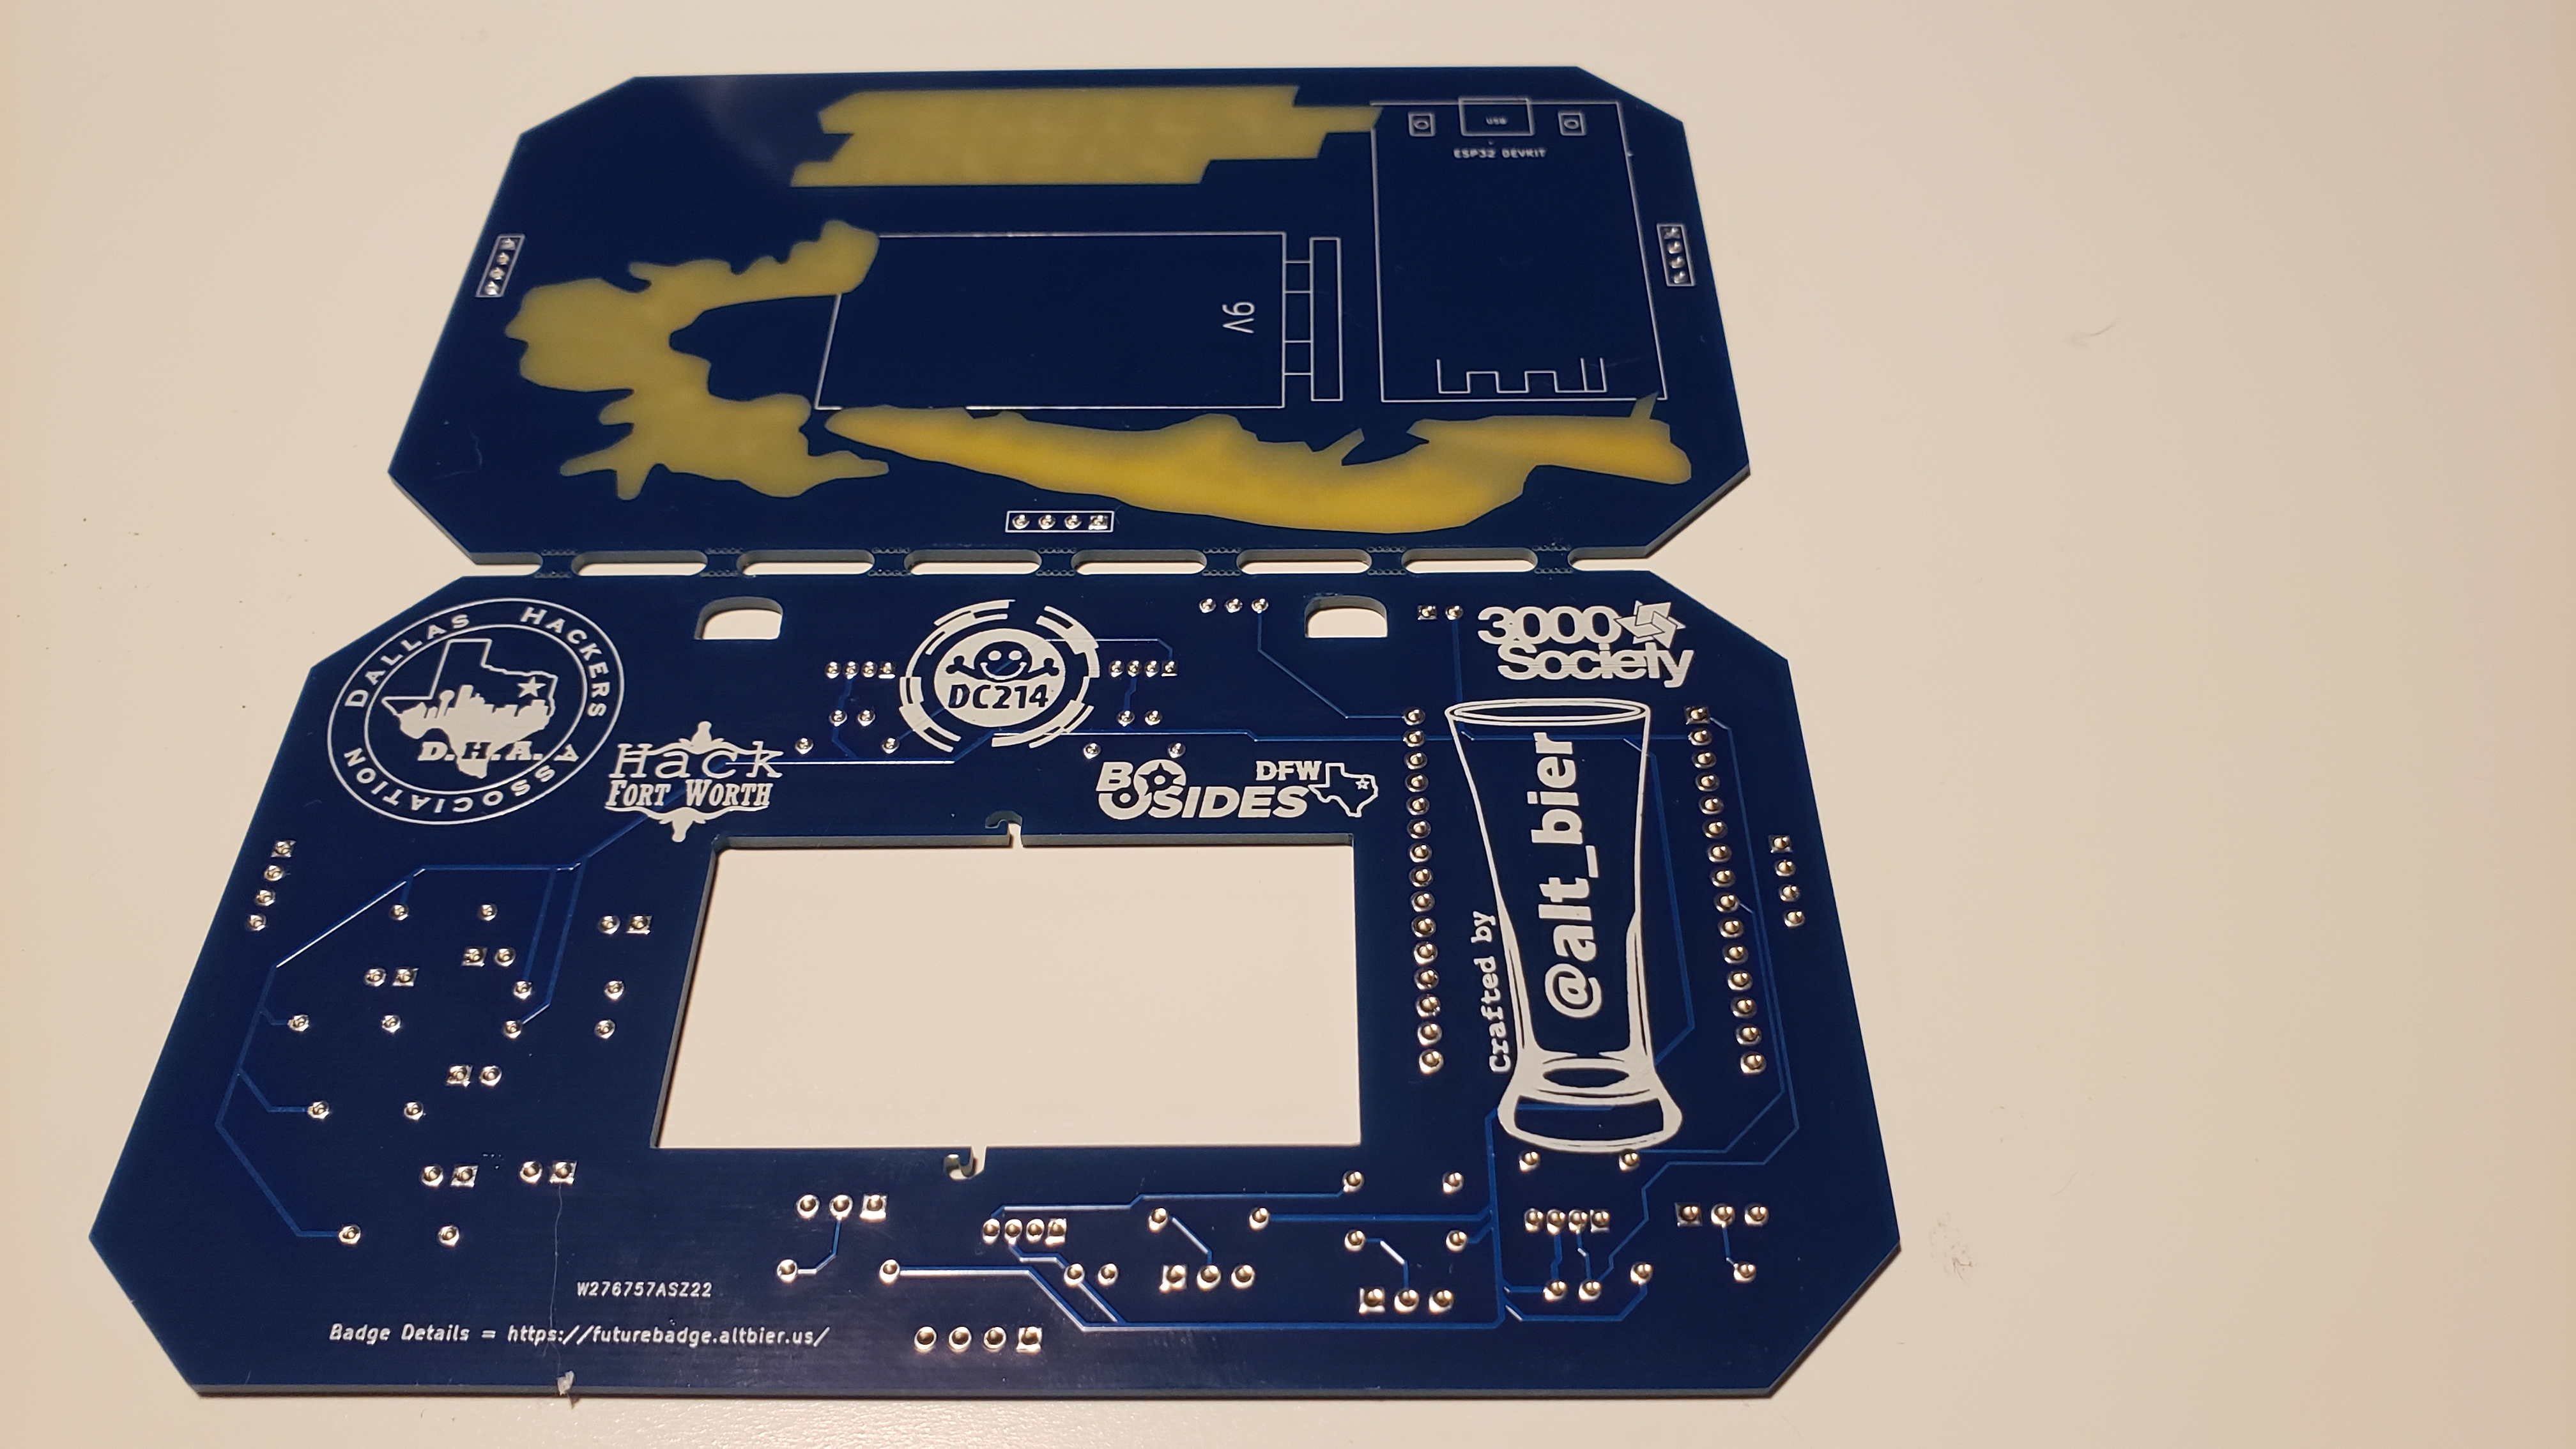 USB
ESP32 DEVKIT
9V
DALLAS HACKERS ASSOCIATION
D.H.A.
DC214
3000
Society
Hack
FORT WORTH
BSIDES DFW
Crafted by
@alt_bier
W276757ASZ22
Badge Details = https://futurebadge.altbier.us/